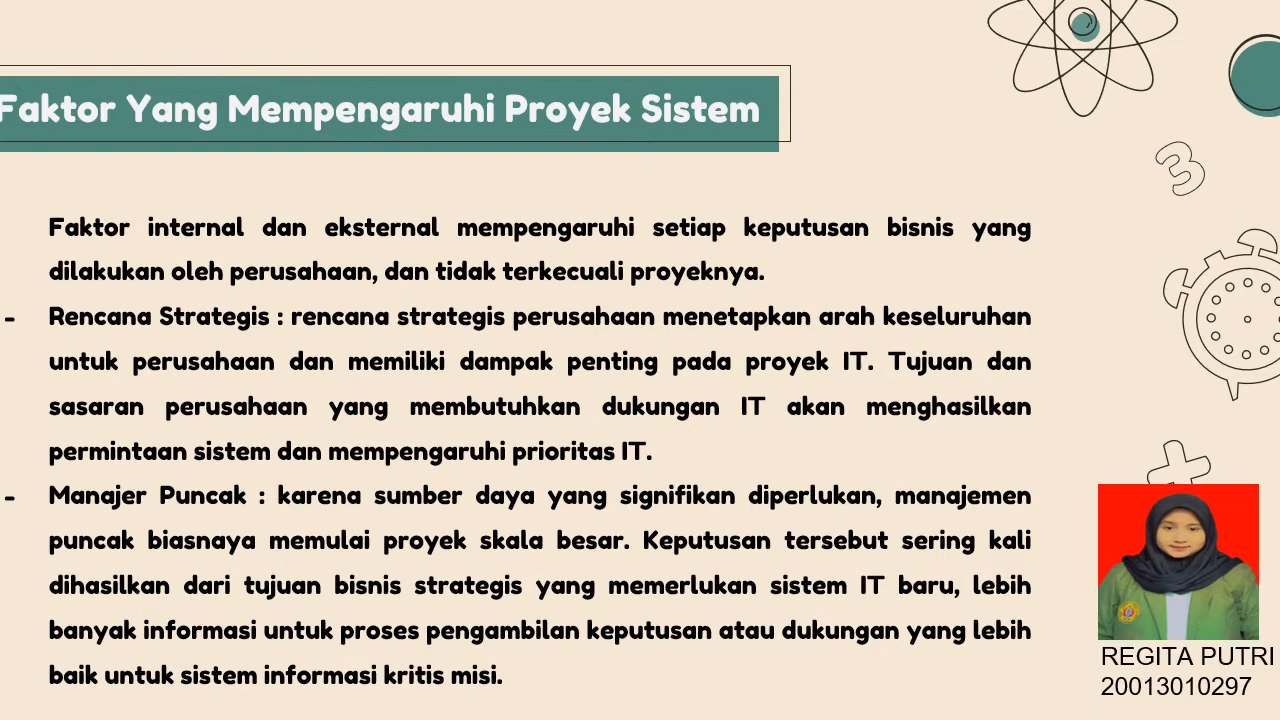 Faktor Yang Mempengaruhi Proyek Sistem
3
Faktor internal dan eksternal mempengaruhi setiap keputusan bisnis yang
dilakukan oleh perusahaan, dan tidak terkecuali proyeknya.
- Rencana Strategis : rencana strategis perusahaan menetapkan arah keseluruhan
untuk perusahaan dan memiliki dampak penting pada proyek IT. Tujuan dan
sasaran perusahaan yang membutuhkan dukungan IT akan menghasilkan
permintaan sistem dan mempengaruhi prioritas IT.
- Manajer Puncak : karena sumber daya yang signifikan diperlukan, manajemen
puncak biasnaya memulai proyek skala besar. Keputusan tersebut sering kali
dihasilkan dari tujuan bisnis strategis yang memerlukan sistem IT baru, lebih
banyak informasi untuk proses pengambilan keputusan atau dukungan yang lebih
baik untuk sistem informasi kritis misi.
REGITA PUTRI
20013010297